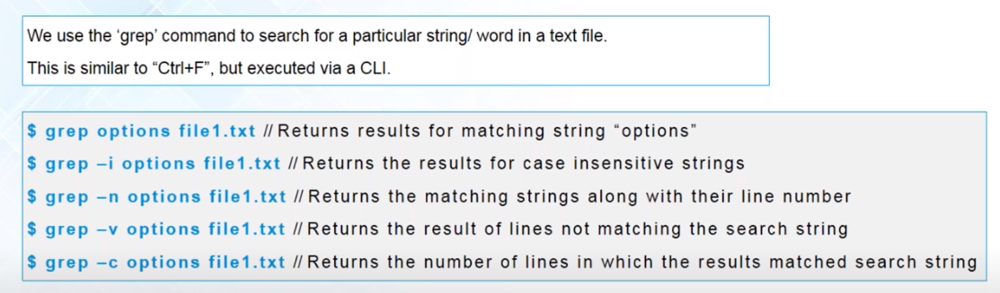 We use the ‘grep’ command to search for a particular string/ word in a text file.
This is similar to “Ctrl+F”, but executed via a CLI.
$ grep options file1.txt // Returns results for matching string “options”
$ grep –i options file1.txt // Returns the results for case insensitive strings
$ grep –n options file1.txt // Returns the matching strings along with their line number
$ grep –v options file1.txt // Returns the result of lines not matching the search string
$ grep –c options file1.txt // Returns the number of lines in which the results matched search string